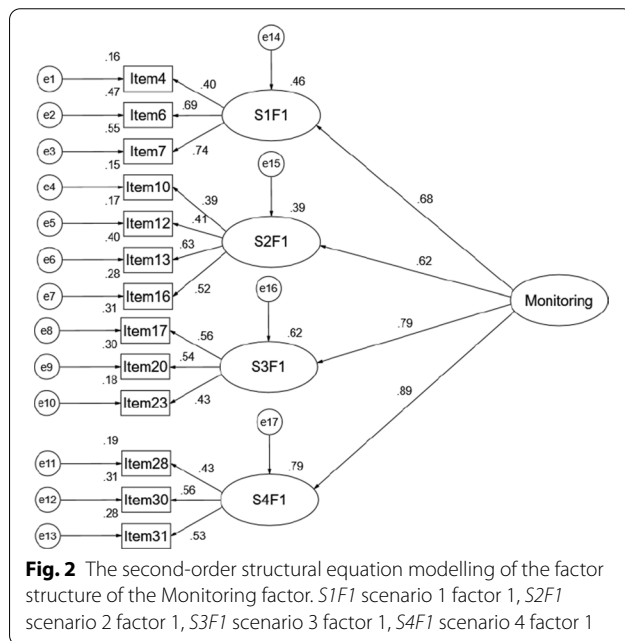 e14
.16
.46
e1
Item4
.40
.47
e2
Item6
.69
S1F1
.55
e3
Item7
.74
.15
e15
e4
Item10
.39
.39
.68
.17
e5
Item12
.41
S2F1
.40
e6
Item13
.63
.62
.28
e7
Item16
.52
e16
Monitoring
.31
e8
Item17
.56
.62
.79
.30
e9
Item20
.54
S3F1
.18
e10
Item23
.43
.89
e17
.19
e11
Item28
.43
.79
.31
e12
Item30
.56
S4F1
.28
e13
Item31
.53
Fig. 2 The second-order structural equation modelling of the factor
structure of the Monitoring factor. S1F1 scenario 1 factor 1, S2F1
scenario 2 factor 1, S3F1 scenario 3 factor 1, S4F1 scenario 4 factor 1